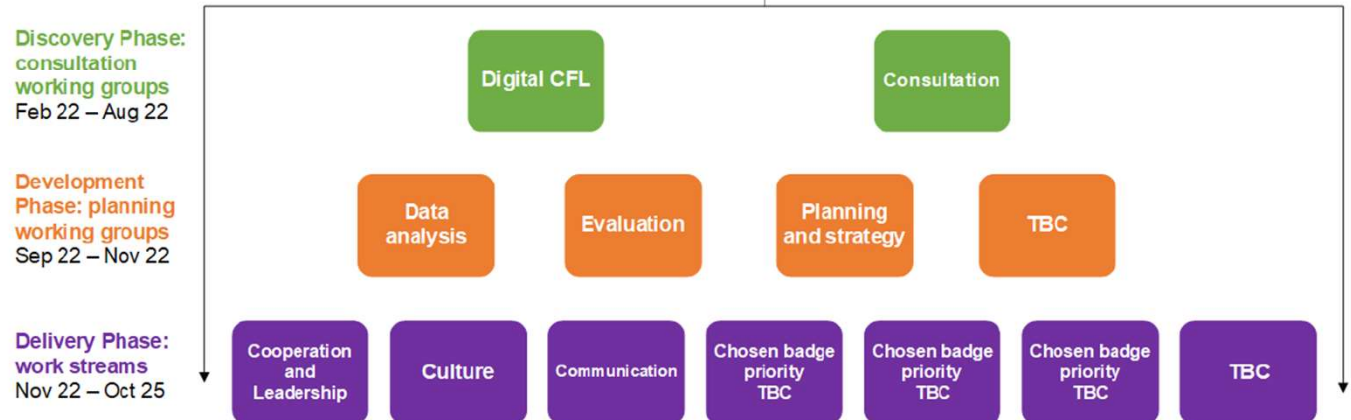 Discovery Phase:
consultation
working groups
Feb 22 – Aug 22
Digital CFL
Consultation
Development
Phase: planning
working groups
Sep 22 – Nov 22
Data
analysis
Evaluation
Planning
and strategy
TBC
Delivery Phase:
work streams
Nov 22 – Oct 25
Cooperation
and
Leadership
Culture
Communication
Chosen badge
priority
TBC
Chosen badge
priority
TBC
Chosen badge
priority
TBC
TBC